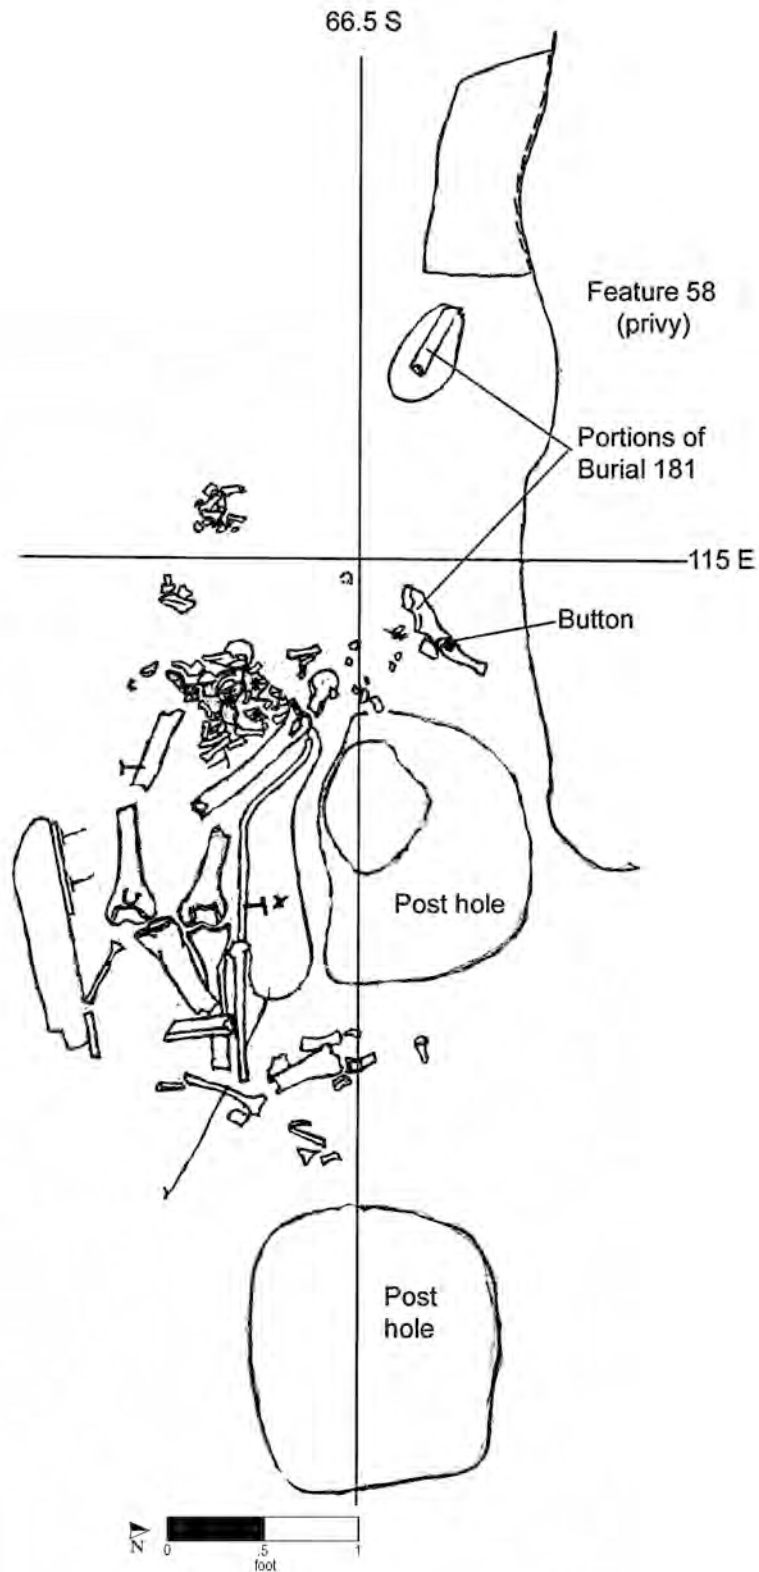 66.5 S
Feature 58
(privy)
Portions of
Burial 181
115 E
Button
Post hole
Post
hole
N
0
.5
1
foot